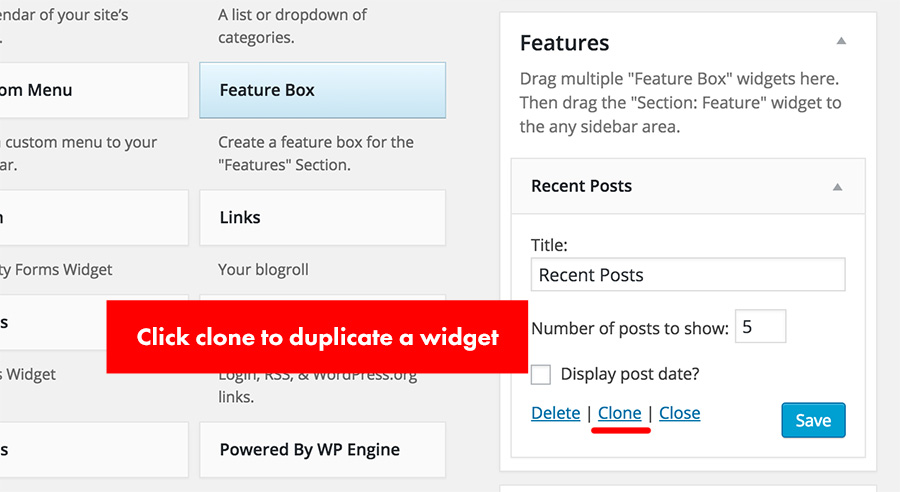 endar of your site's
A list or dropdown of
categories.
om Menu
Feature Box
custom menu to your
ar.
Create a feature box for the
"Features" Section.
Links
ty Forms Widget
Your blogroll
s
Click clone to duplicate a widget
s Widget
Login, RSS, & WordPress.org
links.
s
Powered By WP Engine
Features
Drag multiple "Feature Box" widgets here.
Then drag the "Section: Feature" widget to
the any sidebar area.
Recent Posts
Title:
Recent Posts
Number of posts to show: 5
Display post date?
Delete | Clone | Close
Save